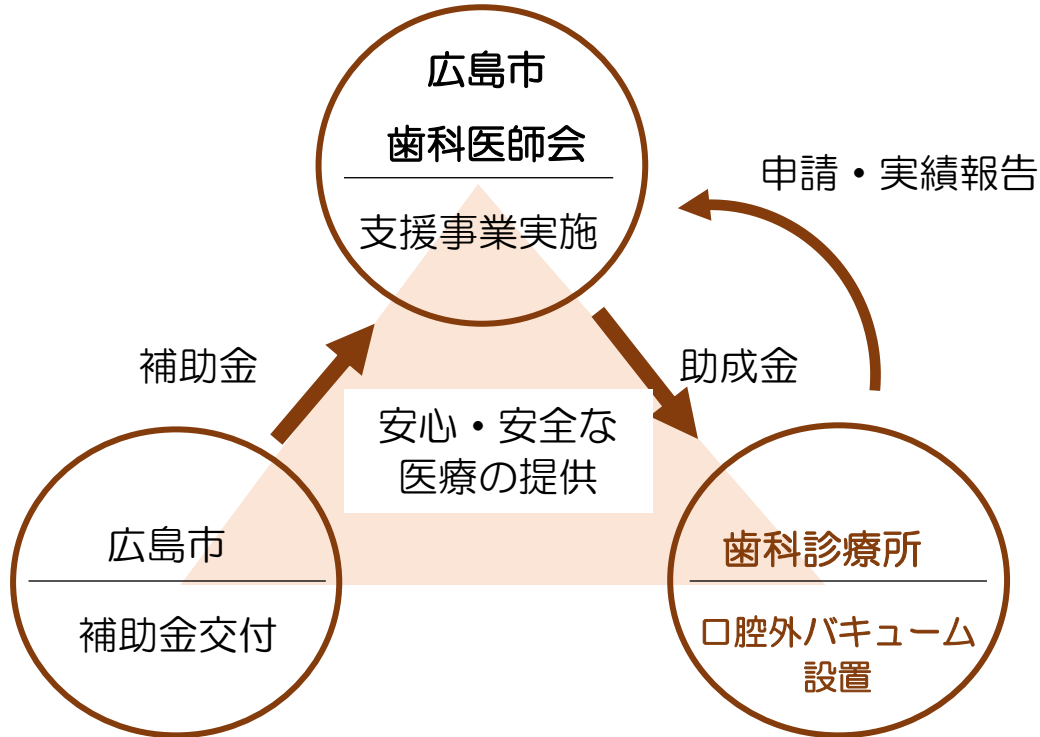 広島市
歯科医師会
支援事業実施
申請・実績報告
補助金
助成金
安心・安全な
医療の提供
広島市
補助金交付
歯科診療所
口腔外バキューム
設置